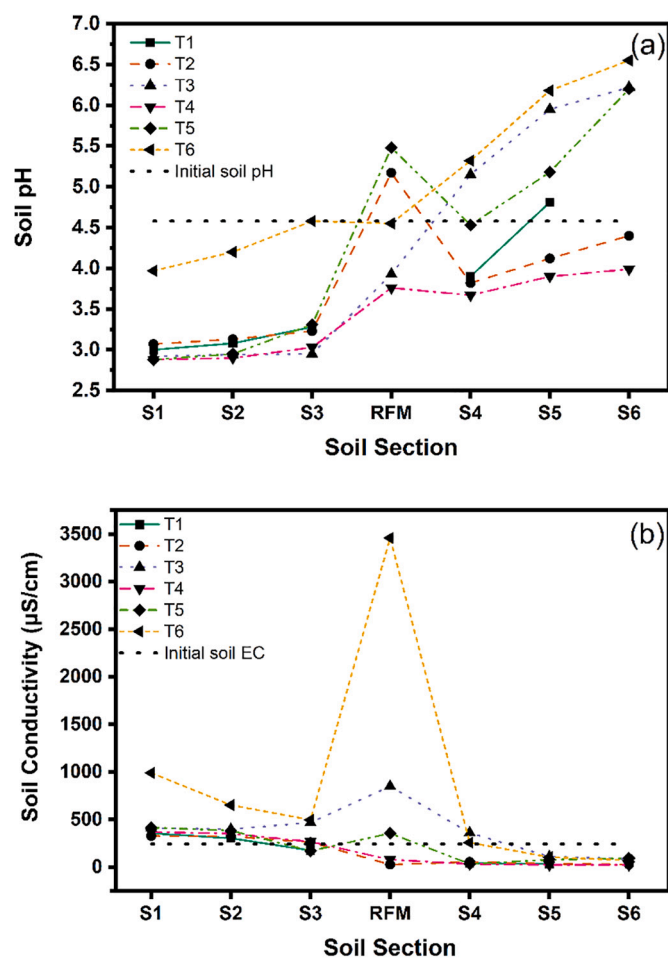 7.0
(a)
T1
6.5
T2
T3
6.0
T4
T5
5.5
T6
5.0
Initial soil pH
4.5
4.0
3.5
3.0
2.5
Soil pH
S1 S2 S3 RFM S4 S5 S6
Soil Section
(b)
3500
T1
T2
T3
3000
T4
T5
2500
T6
Initial soil EC
2000
1500
1000
500
0
Soil Conductivity (µS/cm)
S1 S2 S3 RFM S4 S5 S6
Soil Section